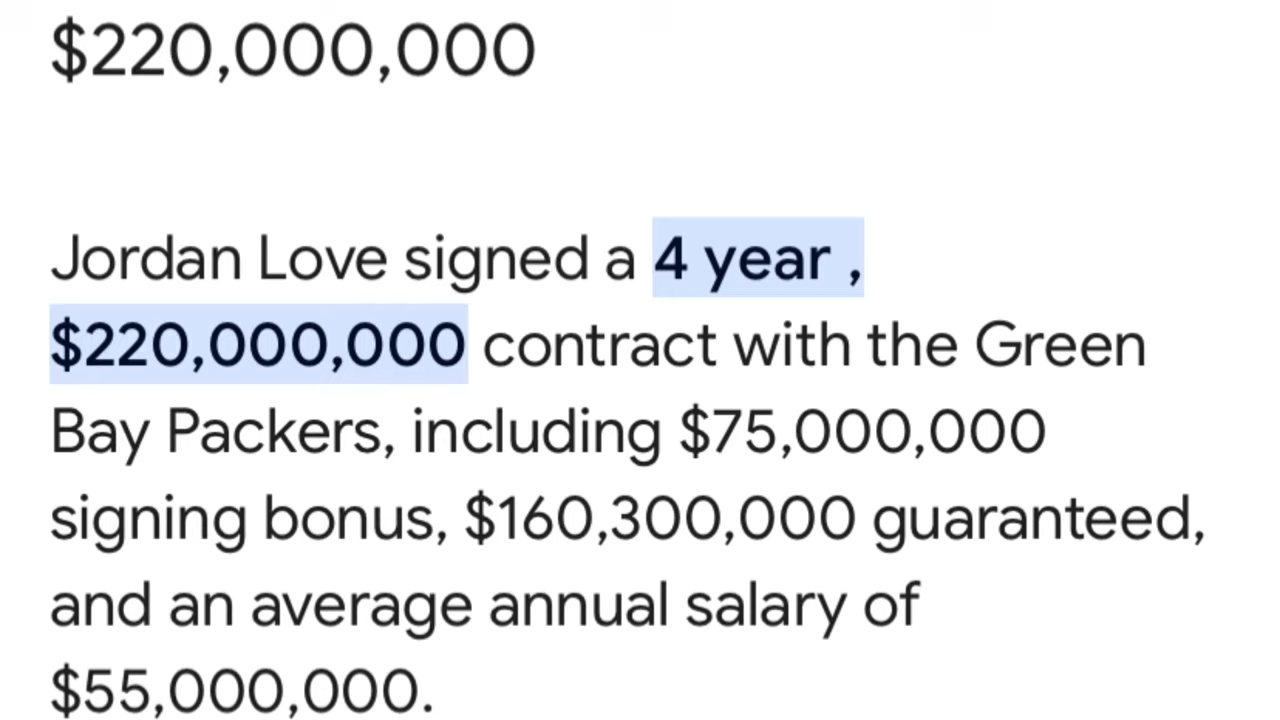 $220,000,000
Jordan Love signed a 4 year ,
$220,000,000 contract with the Green
Bay Packers, including $75,000,000
signing bonus, $160,300,000 guaranteed,
and an average annual salary of
$55,000,000.